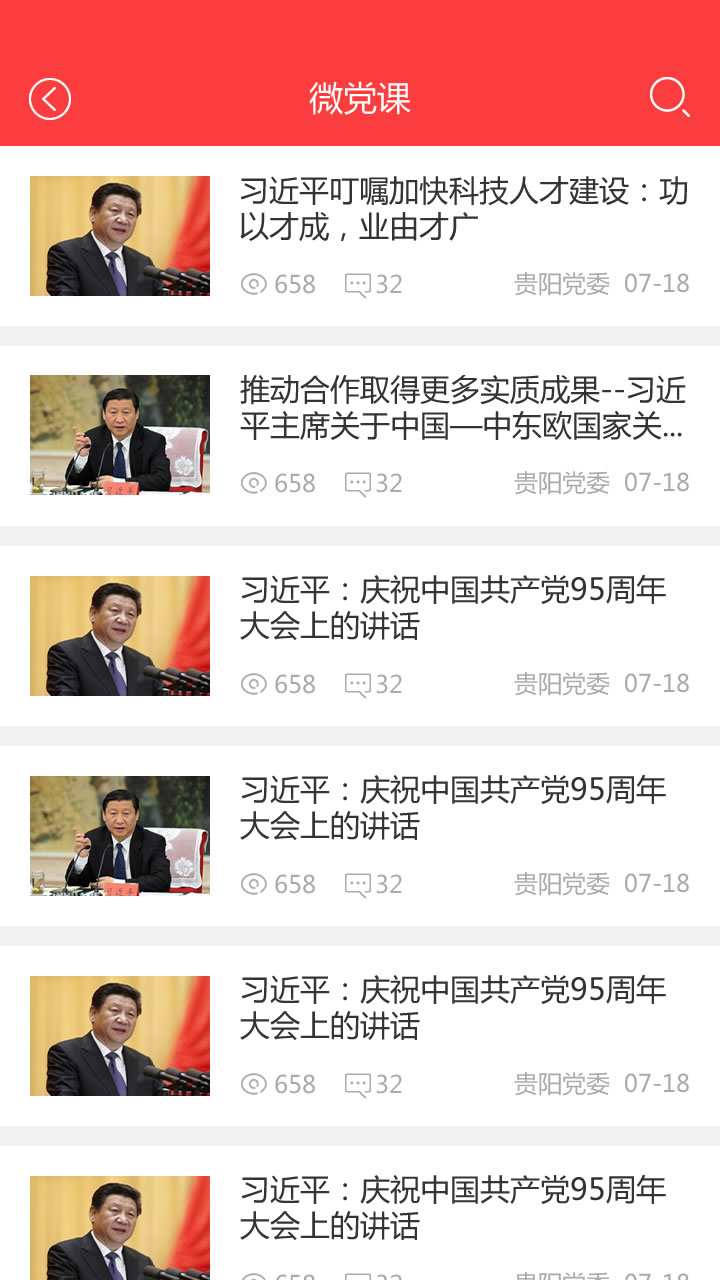 微党课
习近平叮嘱加快科技人才建设：功
以才成，业由才广
658 32 贵阳党委 07-18
推动合作取得更多实质成果--习近
平主席关于中国—中东欧国家关...
658 32 贵阳党委 07-18
习近平：庆祝中国共产党95周年
大会上的讲话
658 32 贵阳党委 07-18
习近平：庆祝中国共产党95周年
大会上的讲话
658 32 贵阳党委 07-18
习近平：庆祝中国共产党95周年
大会上的讲话
658 32 贵阳党委 07-18
习近平：庆祝中国共产党95周年
大会上的讲话
658 32 贵阳党委 07-18